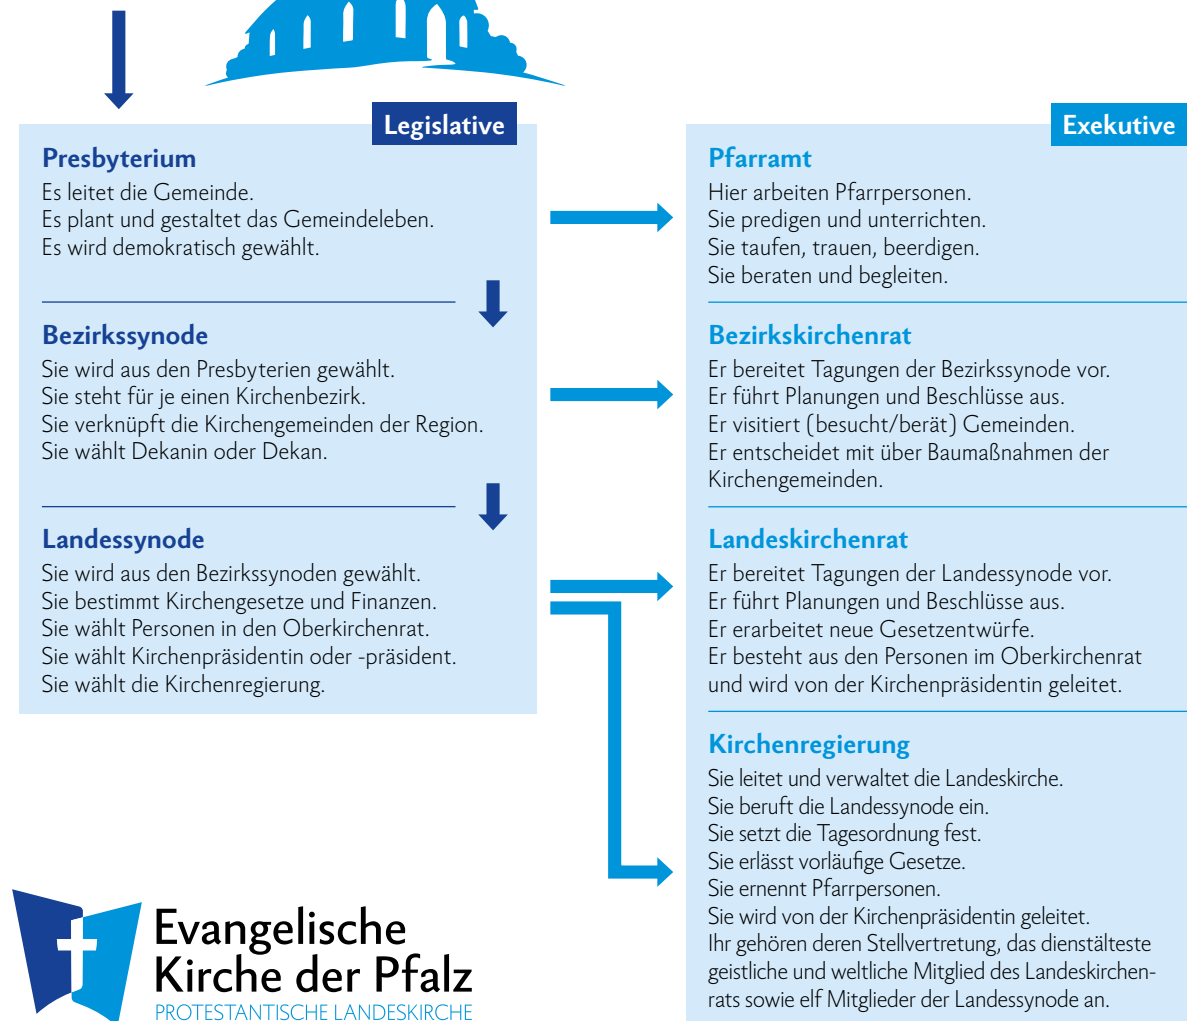 Legislative
Presbyterium
Es leitet die Gemeinde.
Es plant und gestaltet das Gemeindeleben.
Es wird demokratisch gewählt.
Bezirkssynode
Sie wird aus den Presbyterien gewählt.
Sie steht für je einen Kirchenbezirk.
Sie verknüpft die Kirchengemeinden der Region.
Sie wählt Dekanin oder Dekan.
Landessynode
Sie wird aus den Bezirkssynoden gewählt.
Sie bestimmt Kirchengesetze und Finanzen.
Sie wählt Personen in den Oberkirchenrat.
Sie wählt Kirchenpräsidentin oder -präsident.
Sie wählt die Kirchenregierung.
Exekutive
Pfarramt
Hier arbeiten Pfarrpersonen.
Sie predigen und unterrichten.
Sie taufen, trauen, beerdigen.
Sie beraten und begleiten.
Bezirkskirchenrat
Er bereitet Tagungen der Bezirkssynode vor.
Er führt Planungen und Beschlüsse aus.
Er visitiert (besucht/berät) Gemeinden.
Er entscheidet mit über Baumaßnahmen der
Kirchengemeinden.
Landeskirchenrat
Er bereitet Tagungen der Landessynode vor.
Er führt Planungen und Beschlüsse aus.
Er erarbeitet neue Gesetzentwürfe.
Er besteht aus den Personen im Oberkirchenrat
und wird von der Kirchenpräsidentin geleitet.
Kirchenregierung
Sie leitet und verwaltet die Landeskirche.
Sie beruft die Landessynode ein.
Sie setzt die Tagesordnung fest.
Sie erlässt vorläufige Gesetze.
Sie ernennt Pfarrpersonen.
Sie wird von der Kirchenpräsidentin geleitet.
Ihr gehören deren Stellvertretung, das dienstälteste
geistliche und weltliche Mitglied des Landeskirchen-
rats sowie elf Mitglieder der Landessynode an.
Evangelische
Kirche der Pfalz
PROTESTANTISCHE LANDESKIRCHE